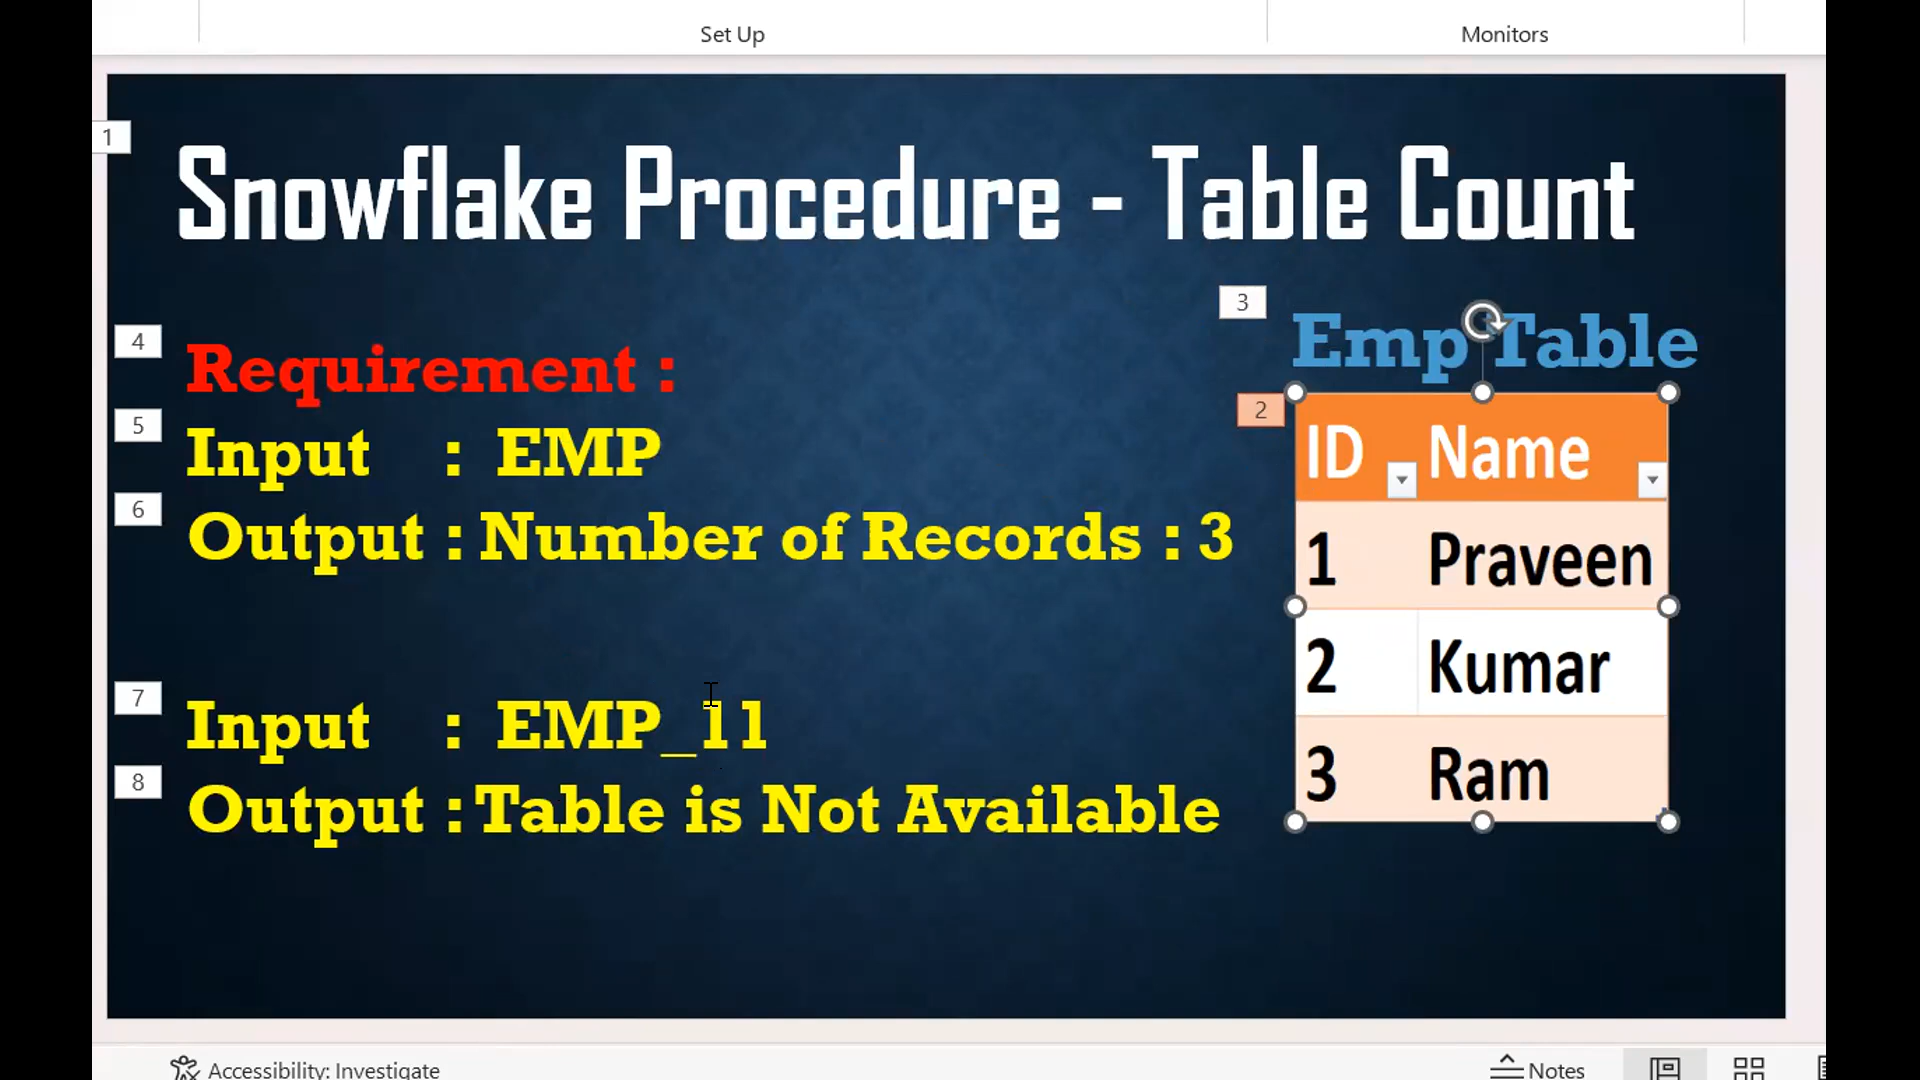 Set Up
Monitors
1
Snowflake Procedure - Table Count
3
Emp Table
4
Requirement :
5
Input : EMP
6
Output : Number of Records : 3
7
Input : EMP_11
8
Output : Table is Not Available
2
ID Name
1 Praveen
2 Kumar
3 Ram
Accessibility: Investigate
Notes